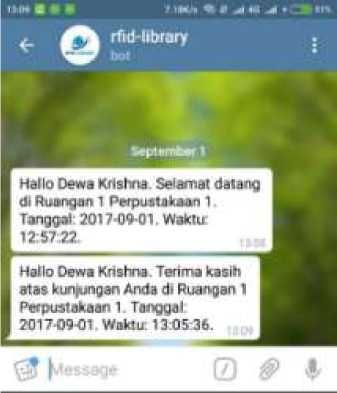 13:09
7.18K/s
4G
81%
rfid-library
bot
September 1
Hallo Dewa Krishna. Selamat datang
di Ruangan 1 Perpustakaan 1.
Tanggal: 2017-09-01. Waktu:
12:57:22.
13:08
Hallo Dewa Krishna. Terima kasih
atas kunjungan Anda di Ruangan 1
Perpustakaan 1. Tanggal:
2017-09-01. Waktu: 13:05:36.
13:09
Message